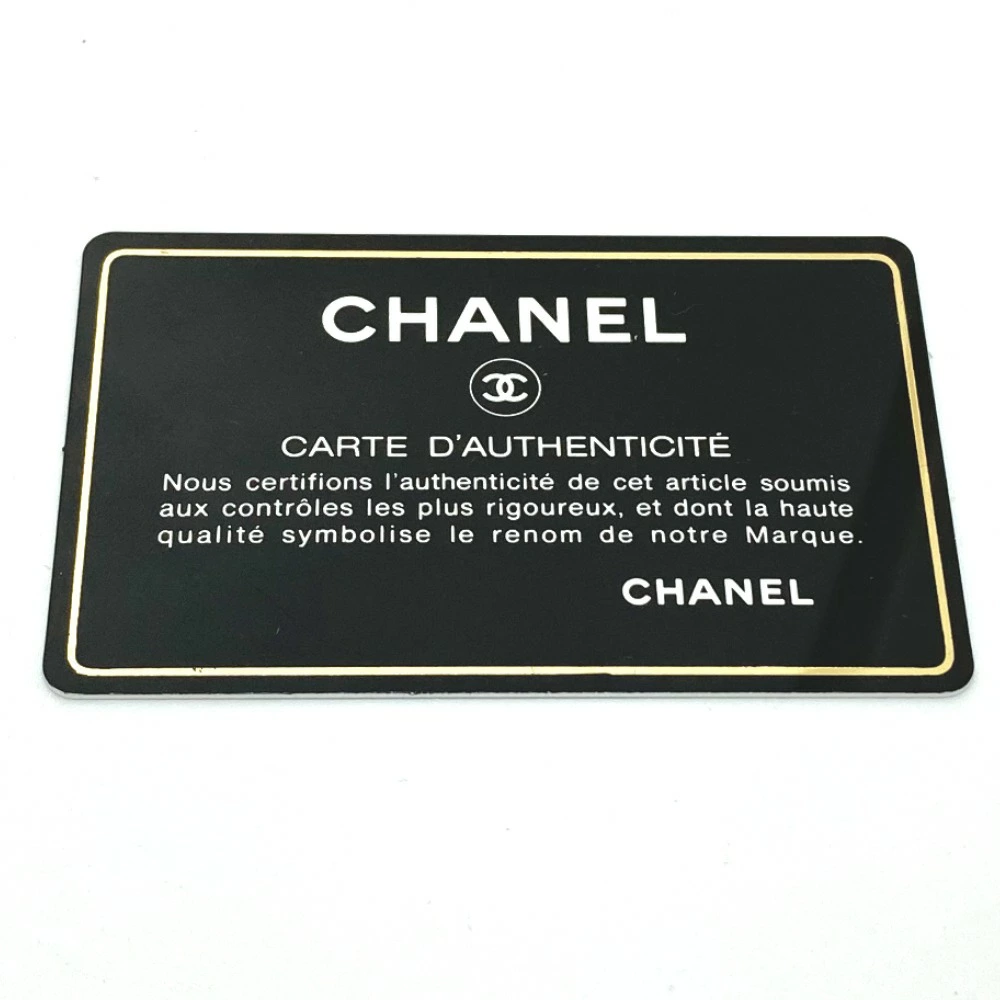 CHANEL
CARTE D'AUTHENTICITÉ
Nous certifions l'authenticité de cet article soumis
aux contrôles les plus rigoureux, et dont la haute
qualité symbolise le renom de notre Marque.
CHANEL